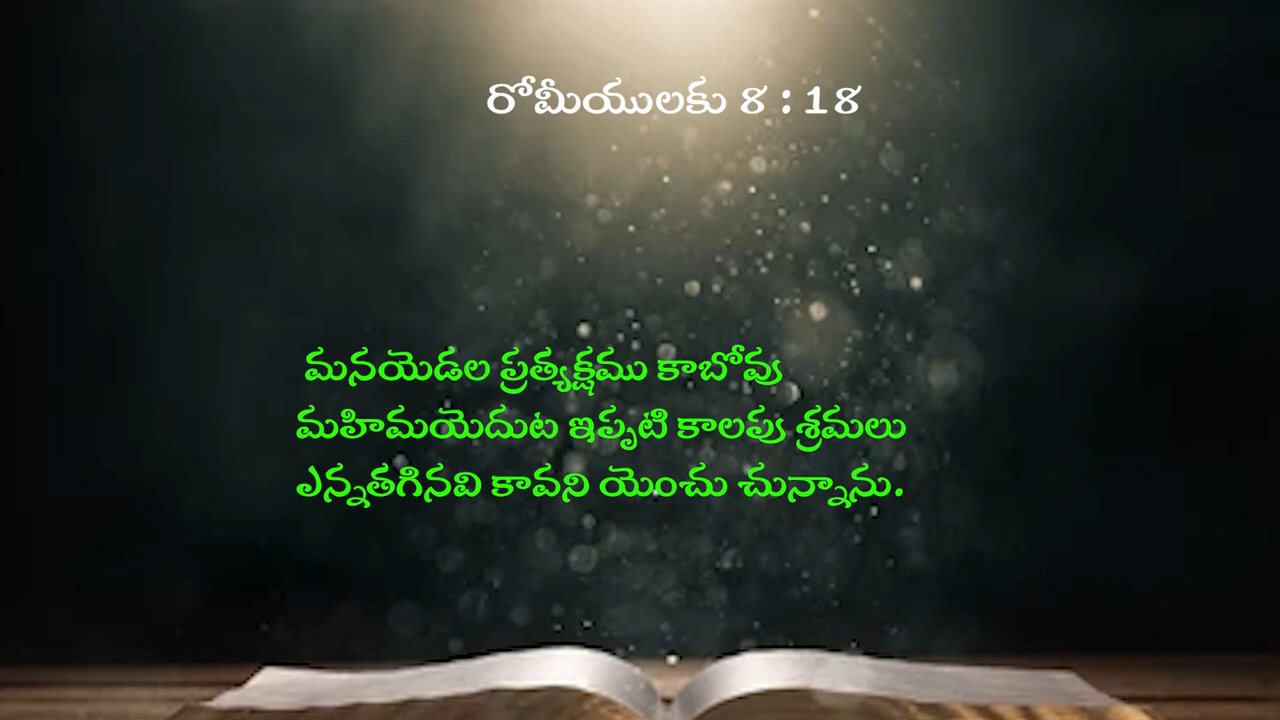 రోమీయులకు 8 : 18
మనయెడల ప్రత్యక్షము కాబోవు
మహిమయెదుట ఇప్పటి కాలపు శ్రమలు
ఎన్నతగినవి కావని యెంచు చున్నాను.